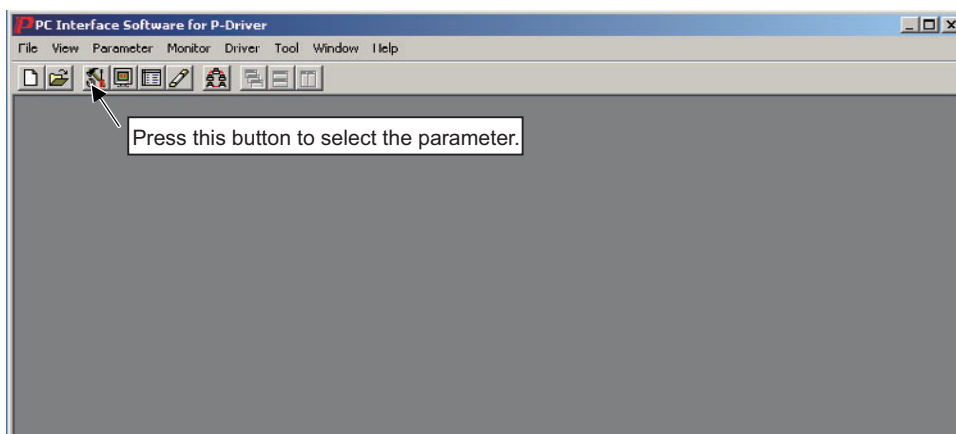 PC Interface Software for P-Driver
File View Parameter Monitor Driver Tool Window Help
Press this button to select the parameter.